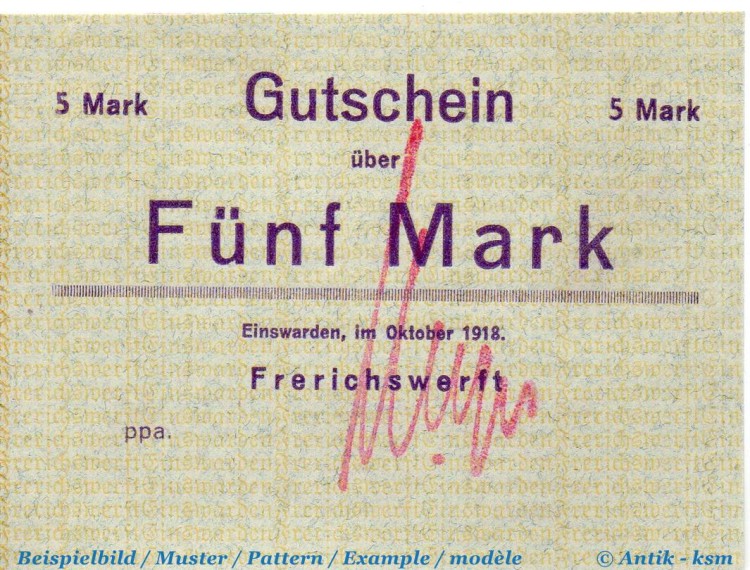 5 Mark Gutschein 5 Mark
über
Fünf Mark
Einswarden, im Oktober 1918.
Frerichswerft
ppa.
Beispielbild / Muster / Pattern / Example / modèle © Antik - ksm